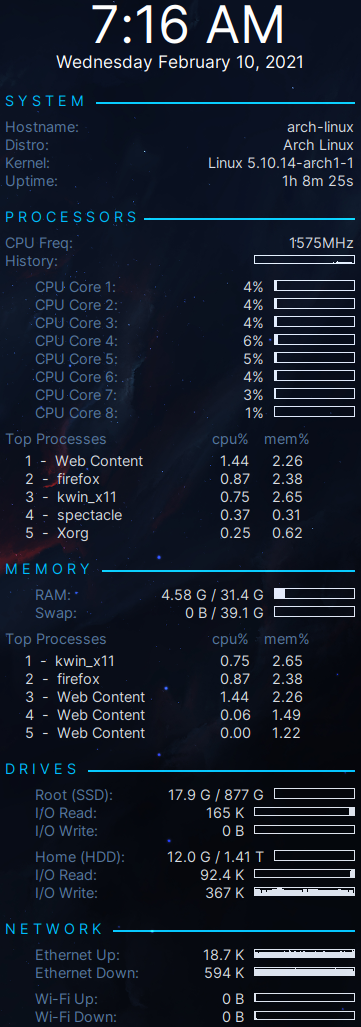 7:16 AM
Wednesday February 10, 2021
SYSTEM
Hostname: arch-linux
Distro: Arch Linux
Kernel: Linux 5.10.14-arch1-1
Uptime: 1h 8m 25s
PROCESSORS
CPU Freq: 1575MHz
History:
CPU Core 1: 4%
CPU Core 2: 4%
CPU Core 3: 4%
CPU Core 4: 6%
CPU Core 5: 5%
CPU Core 6: 4%
CPU Core 7: 3%
CPU Core 8: 1%
Top Processes cpu% mem%
1 - Web Content 1.44 2.26
2 - firefox 0.87 2.38
3 - kwin_x11 0.75 2.65
4 - spectacle 0.37 0.31
5 - Xorg 0.25 0.62
MEMORY
RAM: 4.58 G / 31.4 G
Swap: 0 B / 39.1 G
Top Processes cpu% mem%
1 - kwin_x11 0.75 2.65
2 - firefox 0.87 2.38
3 - Web Content 1.44 2.26
4 - Web Content 0.06 1.49
5 - Web Content 0.00 1.22
DRIVES
Root (SSD): 17.9 G / 877 G
I/O Read: 165 K
I/O Write: 0 B
Home (HDD): 12.0 G / 1.41 T
I/O Read: 92.4 K
I/O Write: 367 K
NETWORK
Ethernet Up: 18.7 K
Ethernet Down: 594 K
Wi-Fi Up: 0 B
Wi-Fi Down: 0 B